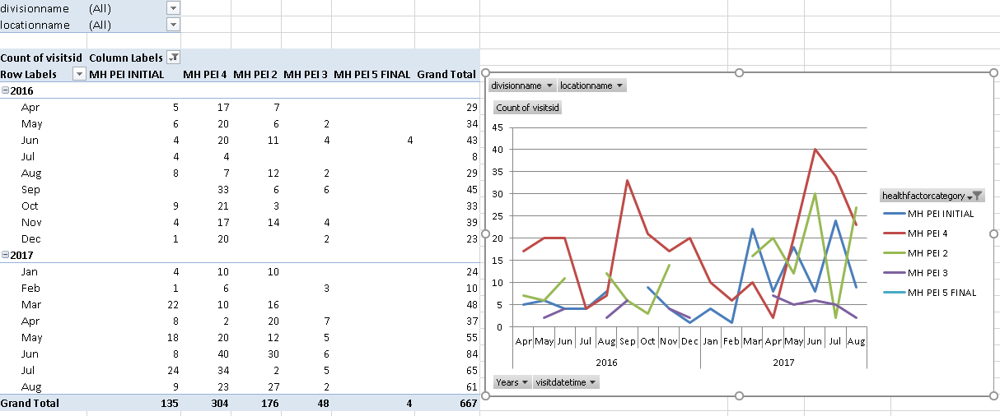 divisionname (All)
locationname (All)
Count of visitsid Column Labels
Row Labels MH PEI INITIAL MH PEI 4 MH PEI 2 MH PEI 3 MH PEI 5 FINAL Grand Total
2016
Apr 5 17 7 29
May 6 20 6 2 34
Jun 4 20 11 4 4 43
Jul 4 4 8
Aug 8 7 12 2 29
Sep 33 6 6 45
Oct 9 21 3 33
Nov 4 17 14 4 39
Dec 1 20 2 23
2017
Jan 4 10 10 24
Feb 1 6 3 10
Mar 22 10 16 48
Apr 8 2 20 7 37
May 18 20 12 5 55
Jun 8 40 30 6 84
Jul 24 34 2 5 65
Aug 9 23 27 2 61
Grand Total 135 304 176 48 4 667
divisionname locationname
Count of visitsid
45
40
35
30
25
20
15
10
5
0
Apr May Jun Jul Aug Sep Oct Nov Dec Jan Feb Mar Apr May Jun Jul Aug
2016 2017
healthfactorcategory
MH PEI INITIAL
MH PEI 4
MH PEI 2
MH PEI 3
MH PEI 5 FINAL
Years visitdatetime